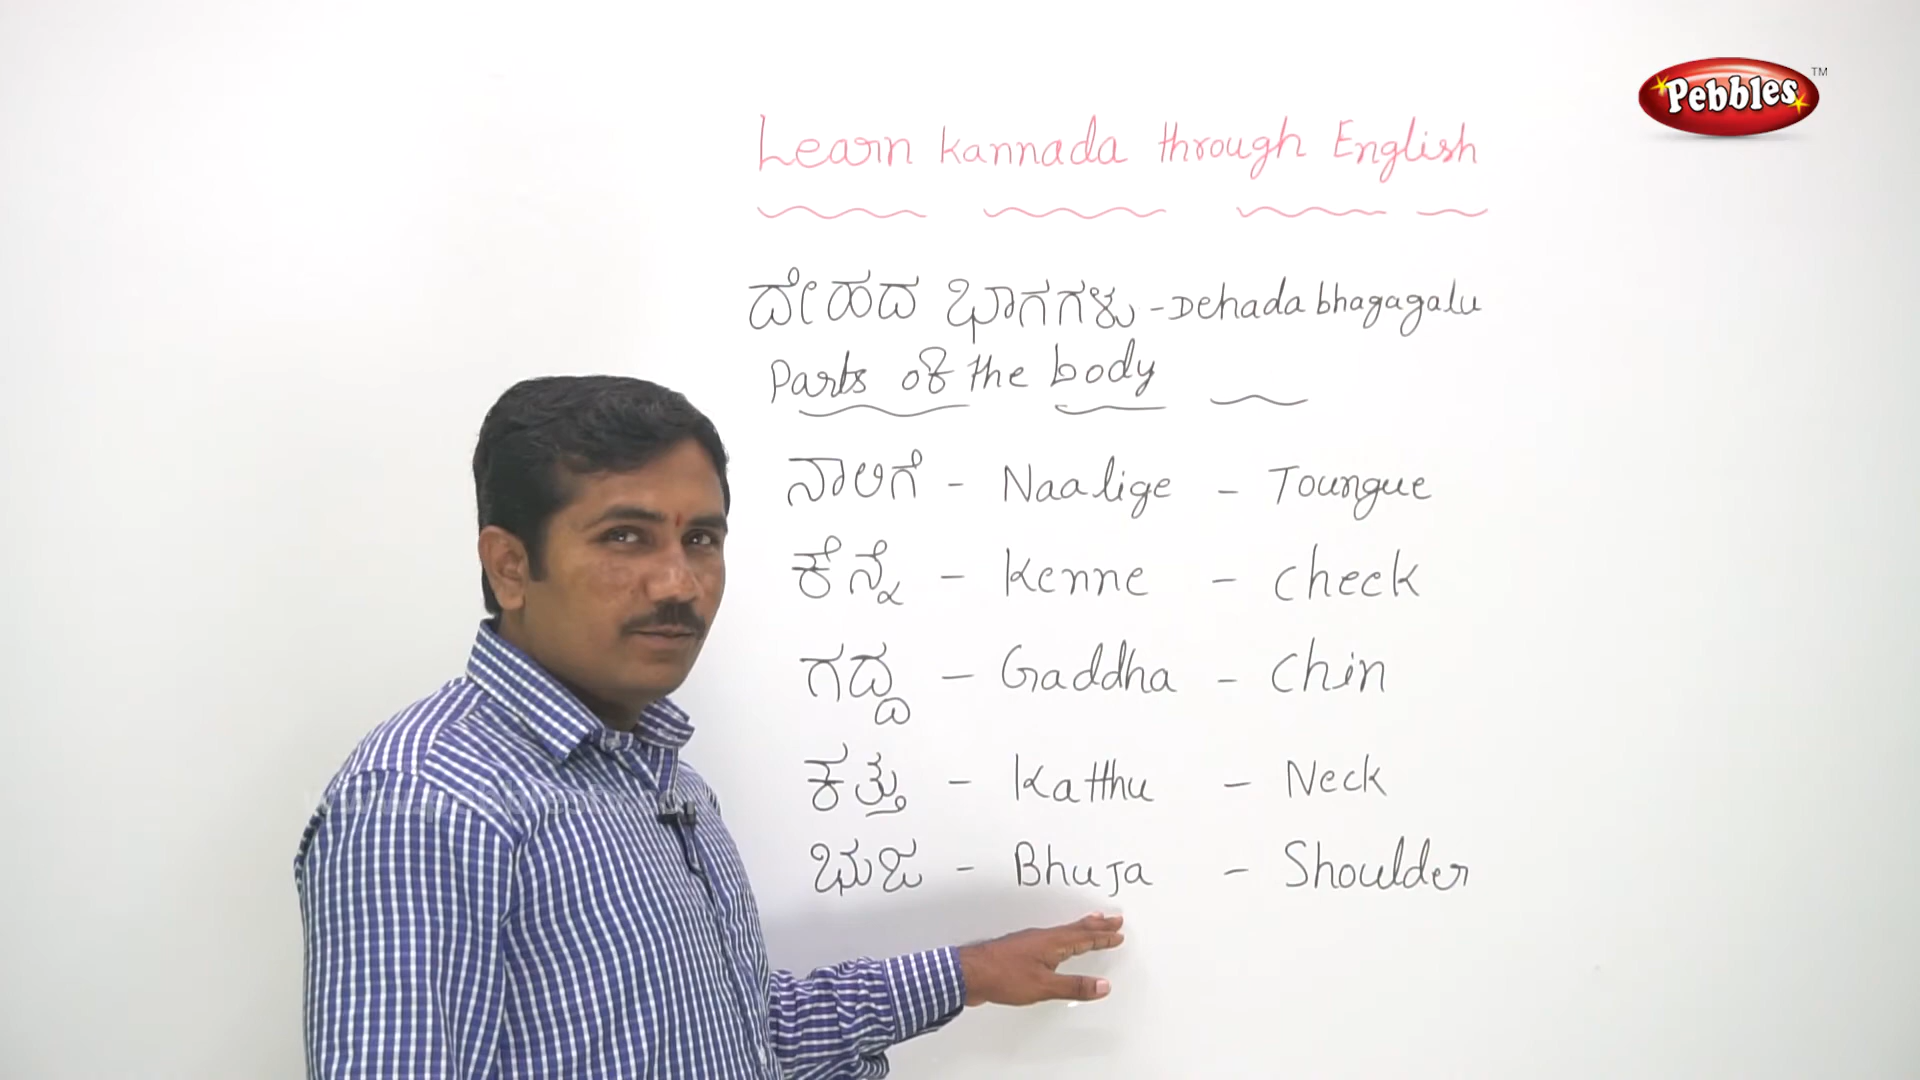 Pebbles TM
Learn kannada through English
ದೇಹದ ಭಾಗಗಳು - Dehada bhagagalu
Parts of the body
ನಾಲಿಗೆ - Naalige - Toungue
ಕೆನ್ನೆ - Kenne - Check
ಗದ್ದ - Gaddha - Chin
ಕತ್ತು - Katthu - Neck
ಭುಜ - Bhuja - Shoulder